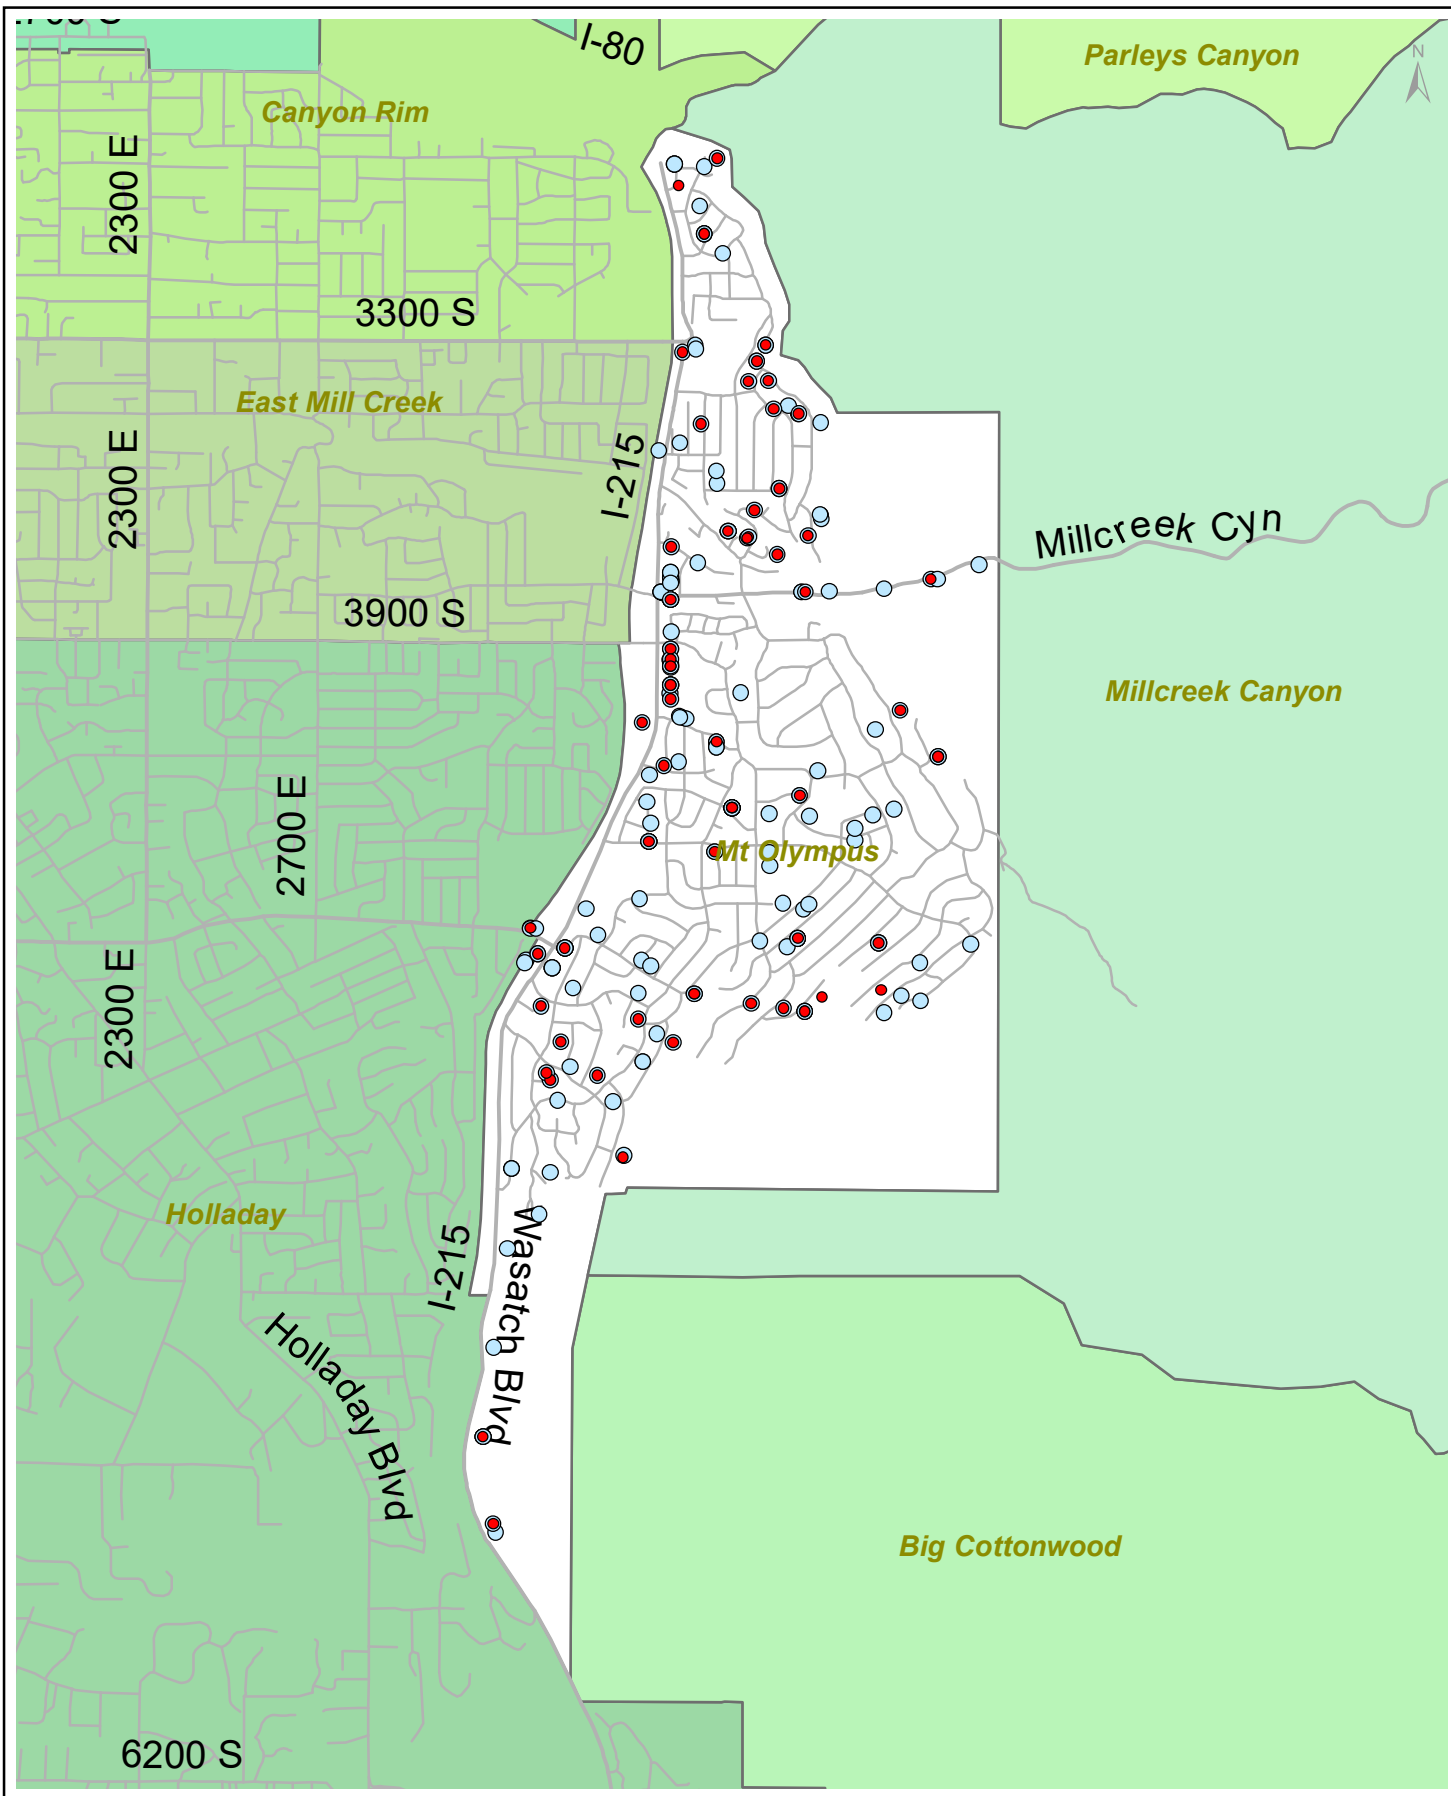 I-80
Parleys Canyon
N
Canyon Rim
2300 E
3300 S
East Mill Creek
I-215
2300 E
Millcreek Cyn
3900 S
Millcreek Canyon
2700 E
Mt Olympus
2300 E
Holladay
I-215
Wasatch Blvd
Holladay Blvd
Big Cottonwood
6200 S